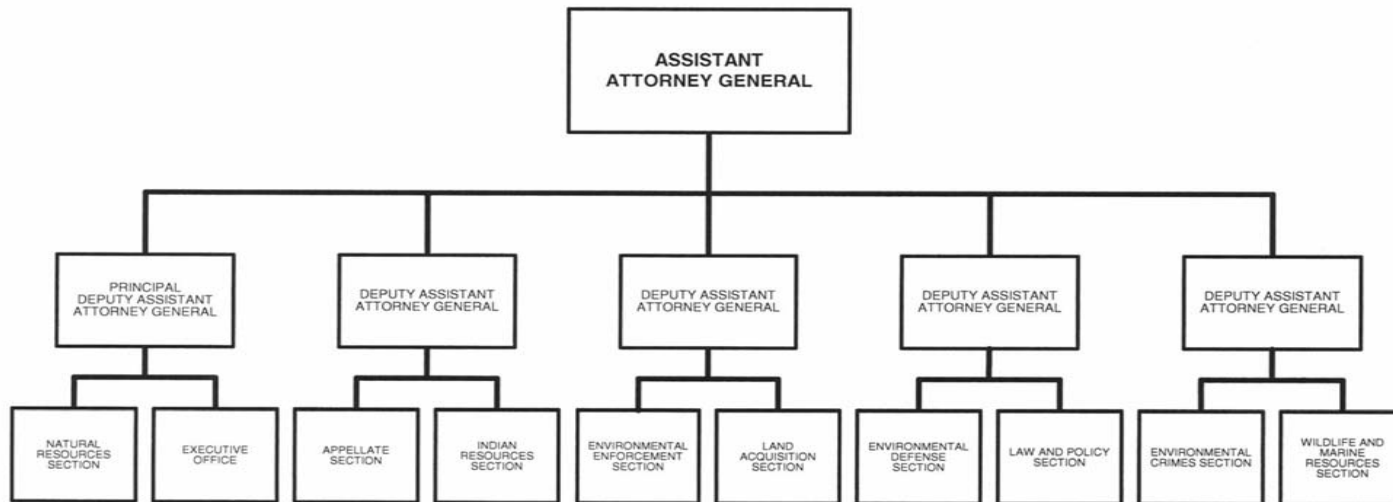 ASSISTANT
ATTORNEY GENERAL
PRINCIPAL
DEPUTY ASSISTANT
ATTORNEY GENERAL
DEPUTY ASSISTANT
ATTORNEY GENERAL
DEPUTY ASSISTANT
ATTORNEY GENERAL
DEPUTY ASSISTANT
ATTORNEY GENERAL
DEPUTY ASSISTANT
ATTORNEY GENERAL
NATURAL
RESOURCES
SECTION
EXECUTIVE
OFFICE
APPELLATE
SECTION
INDIAN
RESOURCES
SECTION
ENVIRONMENTAL
ENFORCEMENT
SECTION
LAND
ACQUISITION
SECTION
ENVIRONMENTAL
DEFENSE
SECTION
LAW AND POLICY
SECTION
ENVIRONMENTAL
CRIMES SECTION
WILDLIFE AND
MARINE
RESOURCES
SECTION